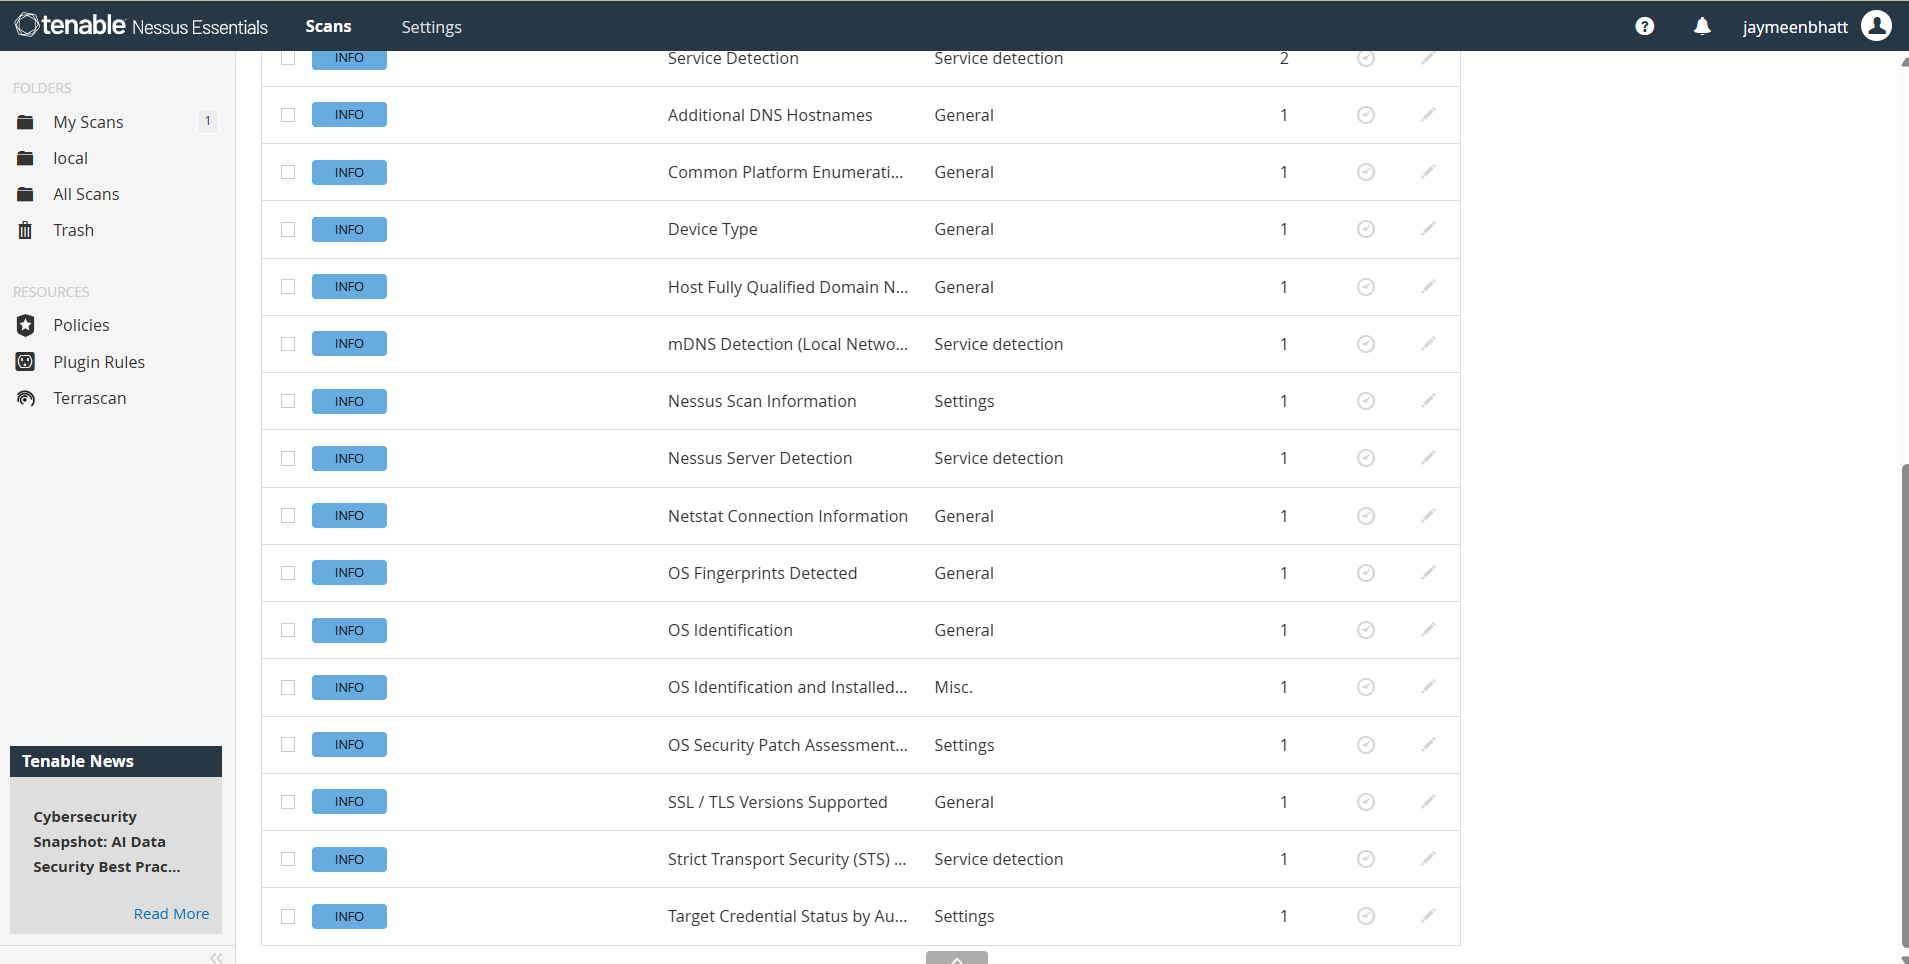 tenable Nessus Essentials Scans Settings ? jaymeenbhatt
FOLDERS
My Scans 1
local
All Scans
Trash
RESOURCES
Policies
Plugin Rules
Terrascan
Tenable News
Cybersecurity
Snapshot: AI Data
Security Best Prac...
Read More
INFO Service Detection Service detection 2
INFO Additional DNS Hostnames General 1
INFO Common Platform Enumerati... General 1
INFO Device Type General 1
INFO Host Fully Qualified Domain N... General 1
INFO mDNS Detection (Local Netwo... Service detection 1
INFO Nessus Scan Information Settings 1
INFO Nessus Server Detection Service detection 1
INFO Netstat Connection Information General 1
INFO OS Fingerprints Detected General 1
INFO OS Identification General 1
INFO OS Identification and Installed... Misc. 1
INFO OS Security Patch Assessment... Settings 1
INFO SSL / TLS Versions Supported General 1
INFO Strict Transport Security (STS) ... Service detection 1
INFO Target Credential Status by Au... Settings 1